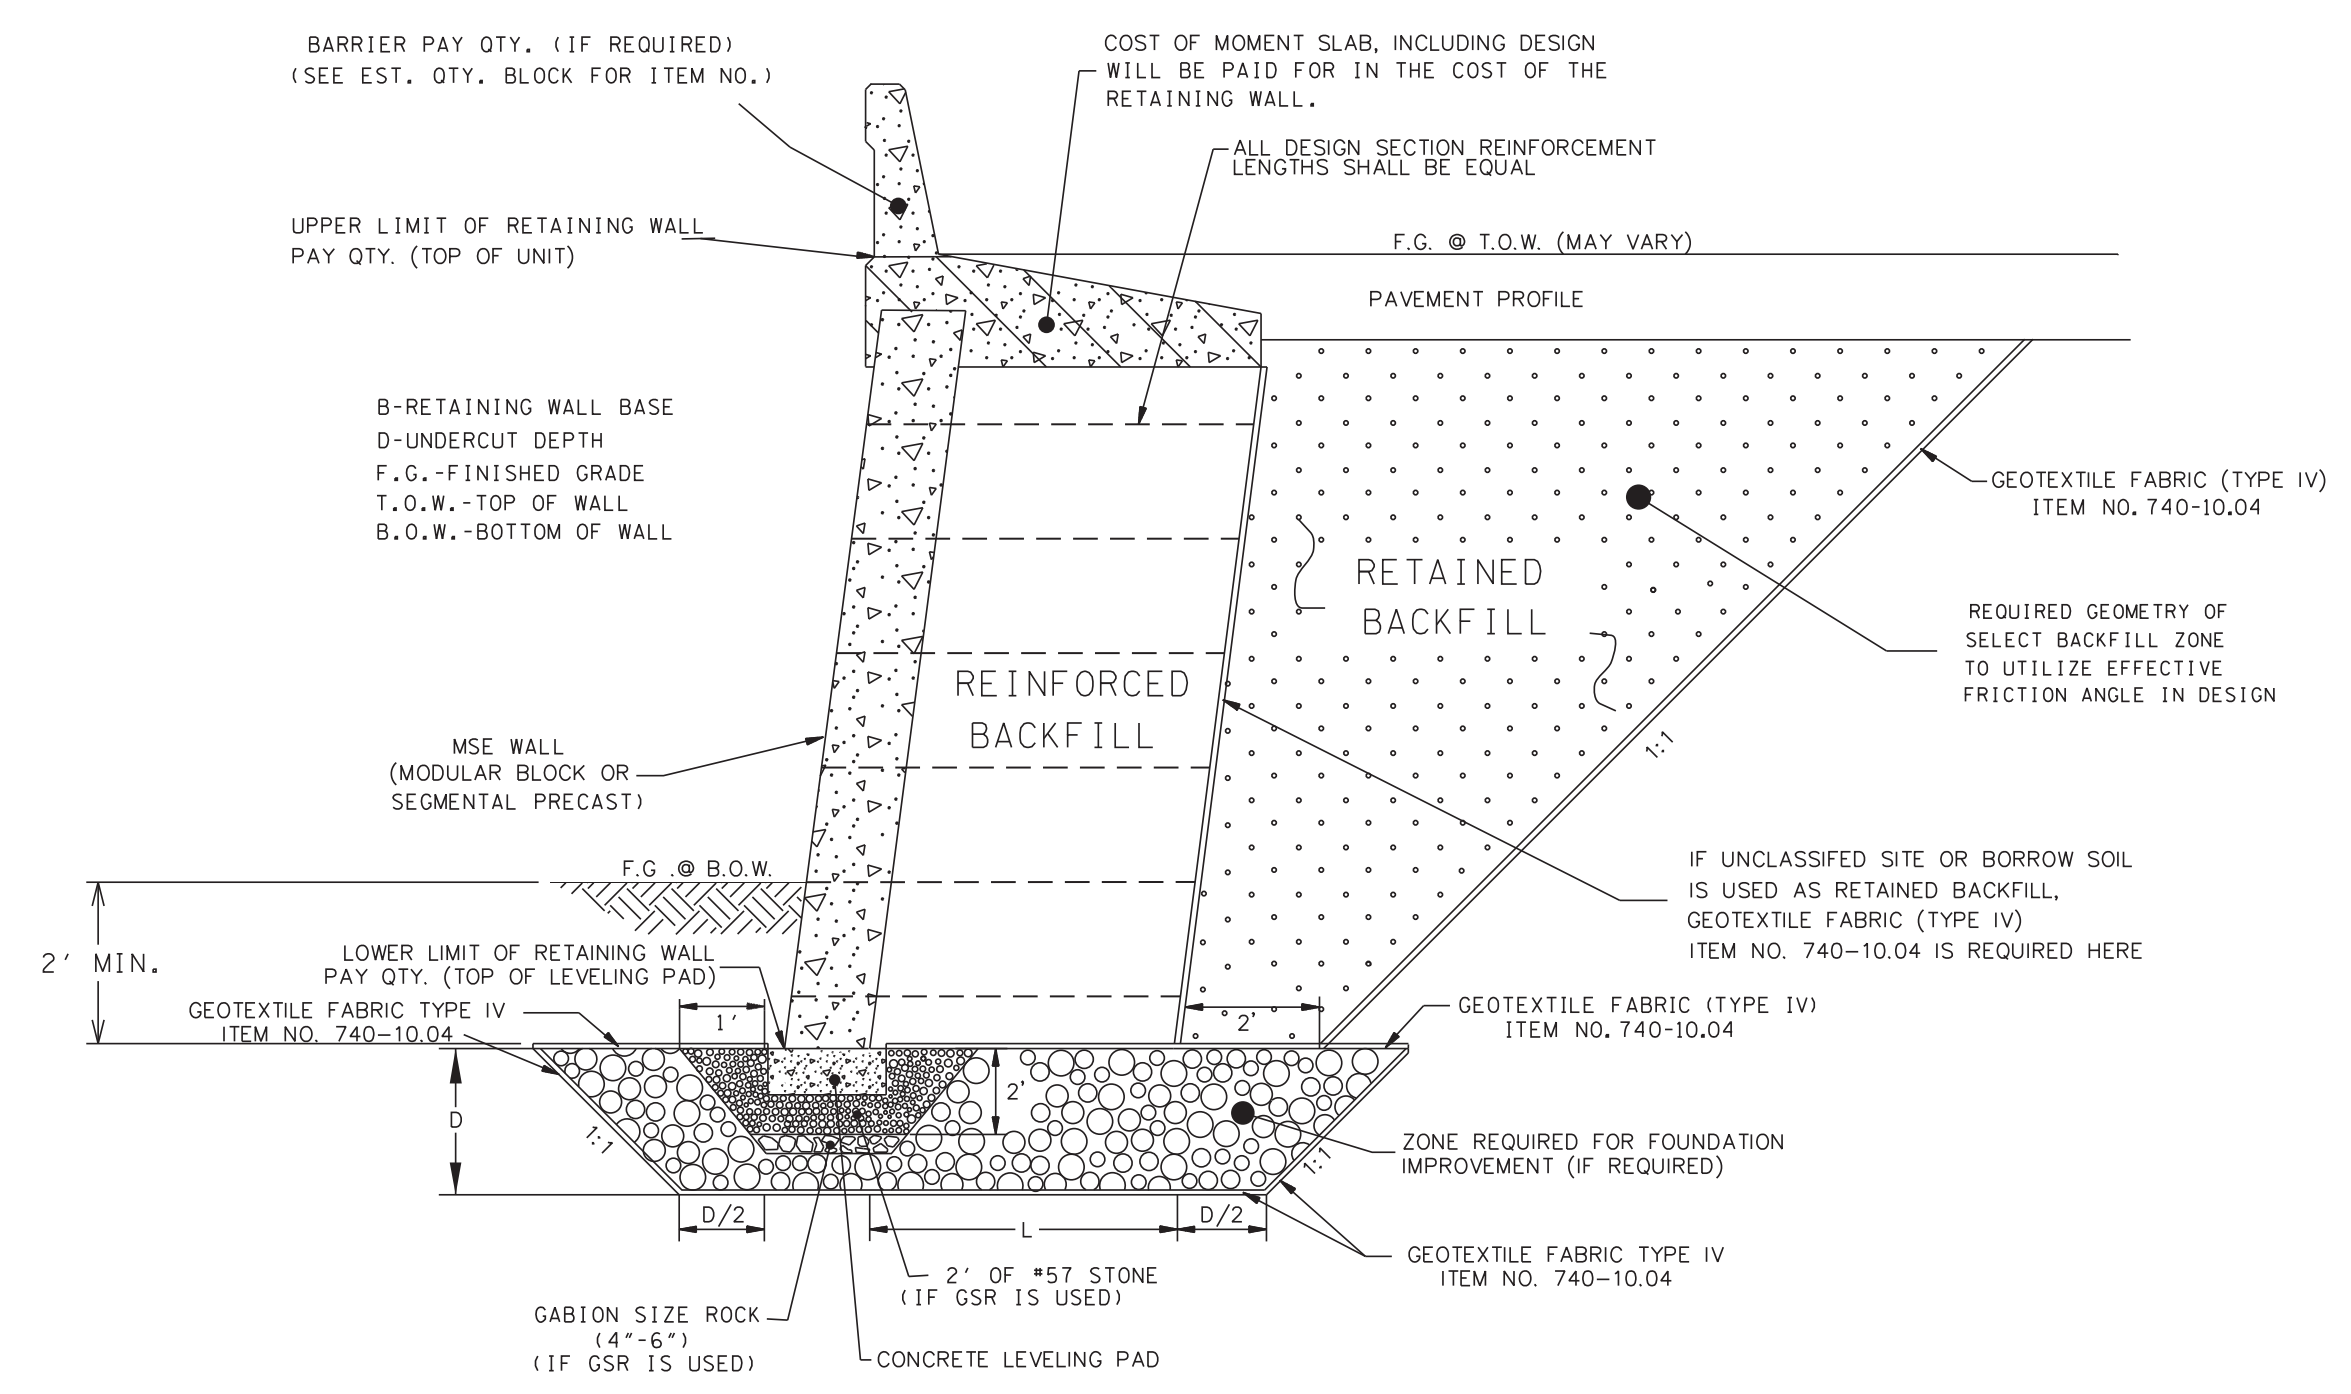 BARRIER PAY QTY. (IF REQUIRED)
(SEE EST. QTY. BLOCK FOR ITEM NO.)
COST OF MOMENT SLAB, INCLUDING DESIGN
WILL BE PAID FOR IN THE COST OF THE
RETAINING WALL.
ALL DESIGN SECTION REINFORCEMENT
LENGTHS SHALL BE EQUAL
UPPER LIMIT OF RETAINING WALL
PAY QTY. (TOP OF UNIT)
F.G. @ T.O.W. (MAY VARY)
PAVEMENT PROFILE
B-RETAINING WALL BASE
D-UNDERCUT DEPTH
F.G.-FINISHED GRADE
T.O.W.-TOP OF WALL
B.O.W.-BOTTOM OF WALL
GEOTEXTILE FABRIC (TYPE IV)
ITEM NO. 740-10.04
RETAINED
BACKFILL
REQUIRED GEOMETRY OF
SELECT BACKFILL ZONE
TO UTILIZE EFFECTIVE
FRICTION ANGLE IN DESIGN
REINFORCED
BACKFILL
1:1
MSE WALL
(MODULAR BLOCK OR
SEGMENTAL PRECAST)
F.G .@ B.O.W.
IF UNCLASSIFED SITE OR BORROW SOIL
IS USED AS RETAINED BACKFILL,
GEOTEXTILE FABRIC (TYPE IV)
ITEM NO. 740-10.04 IS REQUIRED HERE
2' MIN.
LOWER LIMIT OF RETAINING WALL
PAY QTY. (TOP OF LEVELING PAD)
GEOTEXTILE FABRIC TYPE IV
ITEM NO. 740-10.04
1'
2'
GEOTEXTILE FABRIC (TYPE IV)
ITEM NO. 740-10.04
2'
D
1:1
1:1
ZONE REQUIRED FOR FOUNDATION
IMPROVEMENT (IF REQUIRED)
D/2
L
D/2
GEOTEXTILE FABRIC TYPE IV
ITEM NO. 740-10.04
2' OF #57 STONE
(IF GSR IS USED)
GABION SIZE ROCK
(4"-6")
(IF GSR IS USED)
CONCRETE LEVELING PAD